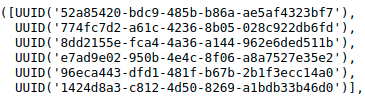 ([UUID('52a85420-bdc9-485b-b86a-ae5af4323bf7'),
UUID('774fc7d2-a61c-4236-8b05-028c922db6fd'),
UUID('8dd2155e-fca4-4a36-a144-962e6ded511b'),
UUID('e7ad9e02-950b-4e4c-8f06-a8a7527e35e2'),
UUID('96eca443-dfd1-481f-b67b-2b1f3ecc14a0'),
UUID('1424d8a3-c812-4d50-8269-a1bdb33b46d0')],